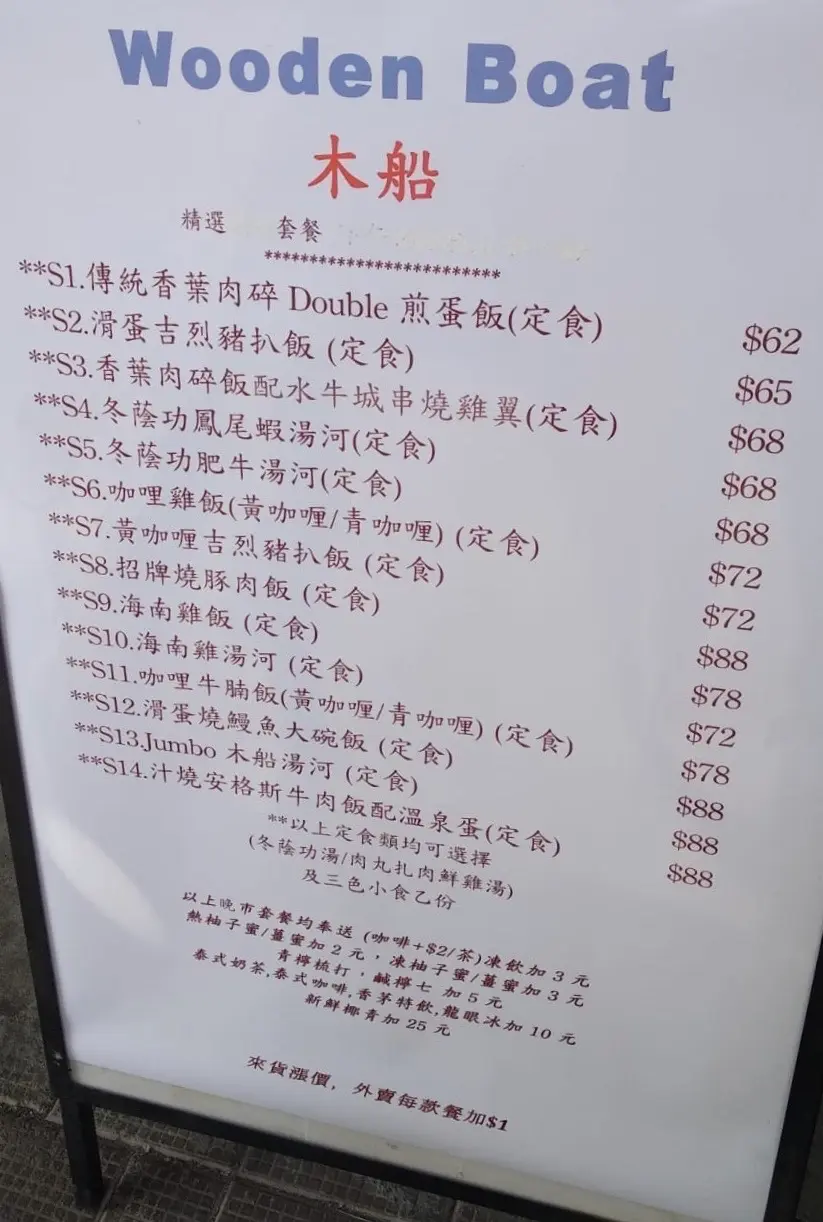 Wooden Boat
木船
精選 套餐
************************
**S1.傳統香葉肉碎 Double 煎蛋飯(定食) $62
**S2.滑蛋吉烈豬扒飯 (定食) $65
**S3.香葉肉碎飯配水牛城串燒雞翼(定食) $68
**S4.冬蔭功鳳尾蝦湯河(定食) $68
**S5.冬蔭功肥牛湯河(定食) $68
**S6.咖哩雞飯(黃咖喱/青咖喱) (定食) $72
**S7.黃咖喱吉烈豬扒飯 (定食) $72
**S8.招牌燒豚肉飯 (定食) $88
**S9.海南雞飯 (定食) $78
**S10.海南雞湯河 (定食) $72
**S11.咖哩牛腩飯(黃咖喱/青咖喱) (定食) $78
**S12.滑蛋燒鰻魚大碗飯 (定食) $88
**S13.Jumbo 木船湯河 (定食) $88
**S14.汁燒安格斯牛肉飯配溫泉蛋(定食) $88
**以上定食類均可選擇
(冬蔭功湯/肉丸扎肉鮮雞湯)
及三色小食乙份
以上晚市套餐均奉送 (咖啡+$2/茶)凍飲加 3 元
熱柚子蜜/薑蜜加 2 元，凍柚子蜜/薑蜜加 3 元
青檸梳打，鹹檸七 加 5 元
泰式奶茶,泰式咖啡,香茅特飲,龍眼冰加 10 元
新鮮椰青加 25 元
來貨漲價，外賣每款餐加$1